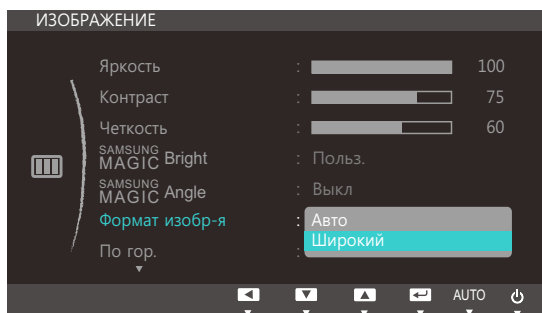 ИЗОБРАЖЕНИЕ
Яркость : 100
Контраст : 75
Четкость : 60
SAMSUNG MAGIC Bright : Польз.
SAMSUNG MAGIC Angle : Выкл
Формат изобр-я : Авто
Широкий
По гор. :
AUTO